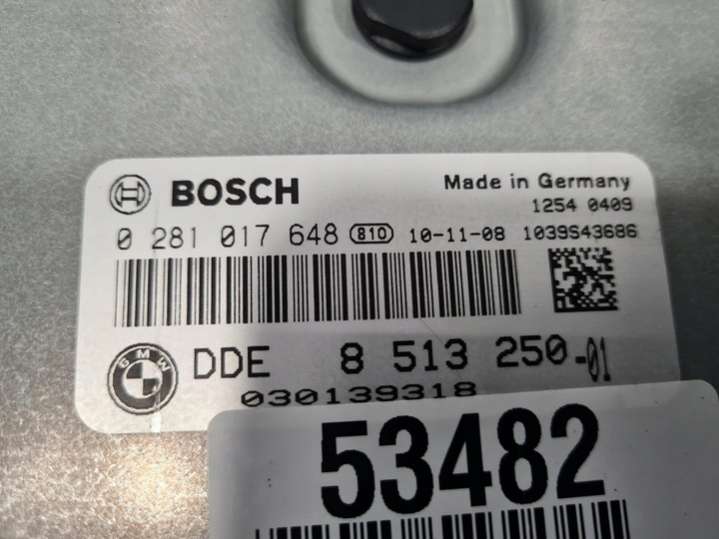 BOSCH
Made in Germany
1254 0409
0 281 017 648 810 10-11-08 1039S43686
BMW
DDE 8 513 250-01
030139318
53482